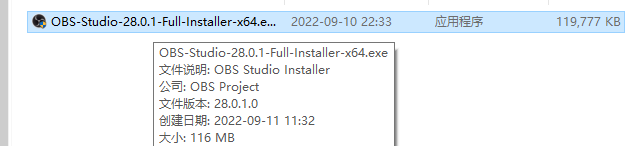 OBS-Studio-28.0.1-Full-Installer-x64.e... 2022-09-10 22:33 应用程序 119,777 KB
OBS-Studio-28.0.1-Full-Installer-x64.exe
文件说明: OBS Studio Installer
公司: OBS Project
文件版本: 28.0.1.0
创建日期: 2022-09-11 11:32
大小: 116 MB